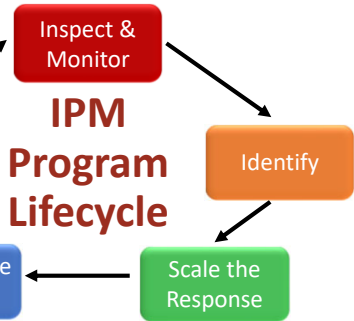 Inspect &
Monitor
IPM
Program
Lifecycle
Identify
Scale the
Response